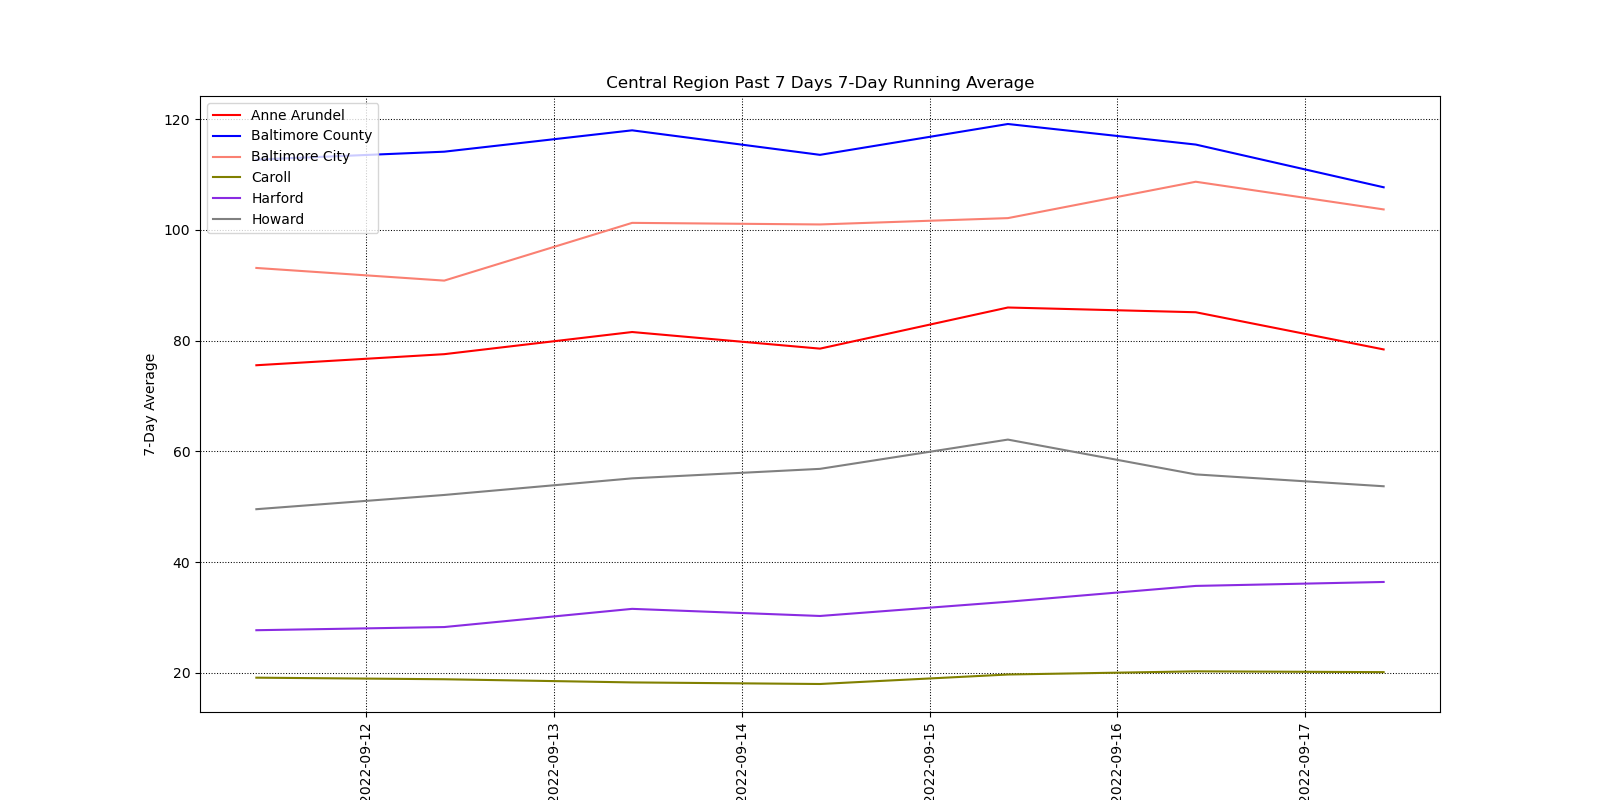 Central Region Past 7 Days 7-Day Running Average
Anne Arundel
Baltimore County
Baltimore City
Caroll
Harford
Howard
7-Day Average
120
100
80
60
40
20
2022-09-12
2022-09-13
2022-09-14
2022-09-15
2022-09-16
2022-09-17